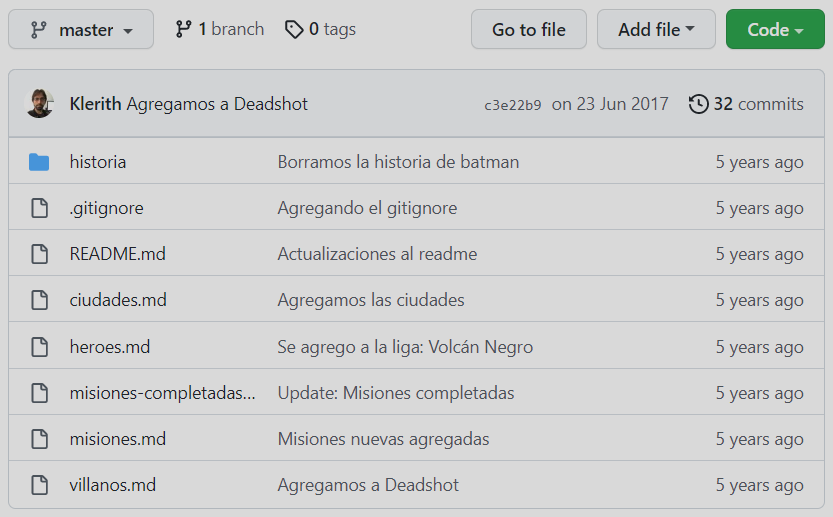 master 1 branch 0 tags Go to file Add file Code
Klerith Agregamos a Deadshot c3e22b9 on 23 Jun 2017 32 commits
historia Borramos la historia de batman 5 years ago
.gitignore Agregando el gitignore 5 years ago
README.md Actualizaciones al readme 5 years ago
ciudades.md Agregamos las ciudades 5 years ago
heroes.md Se agrego a la liga: Volcán Negro 5 years ago
misiones-completadas... Update: Misiones completadas 5 years ago
misiones.md Misiones nuevas agregadas 5 years ago
villanos.md Agregamos a Deadshot 5 years ago